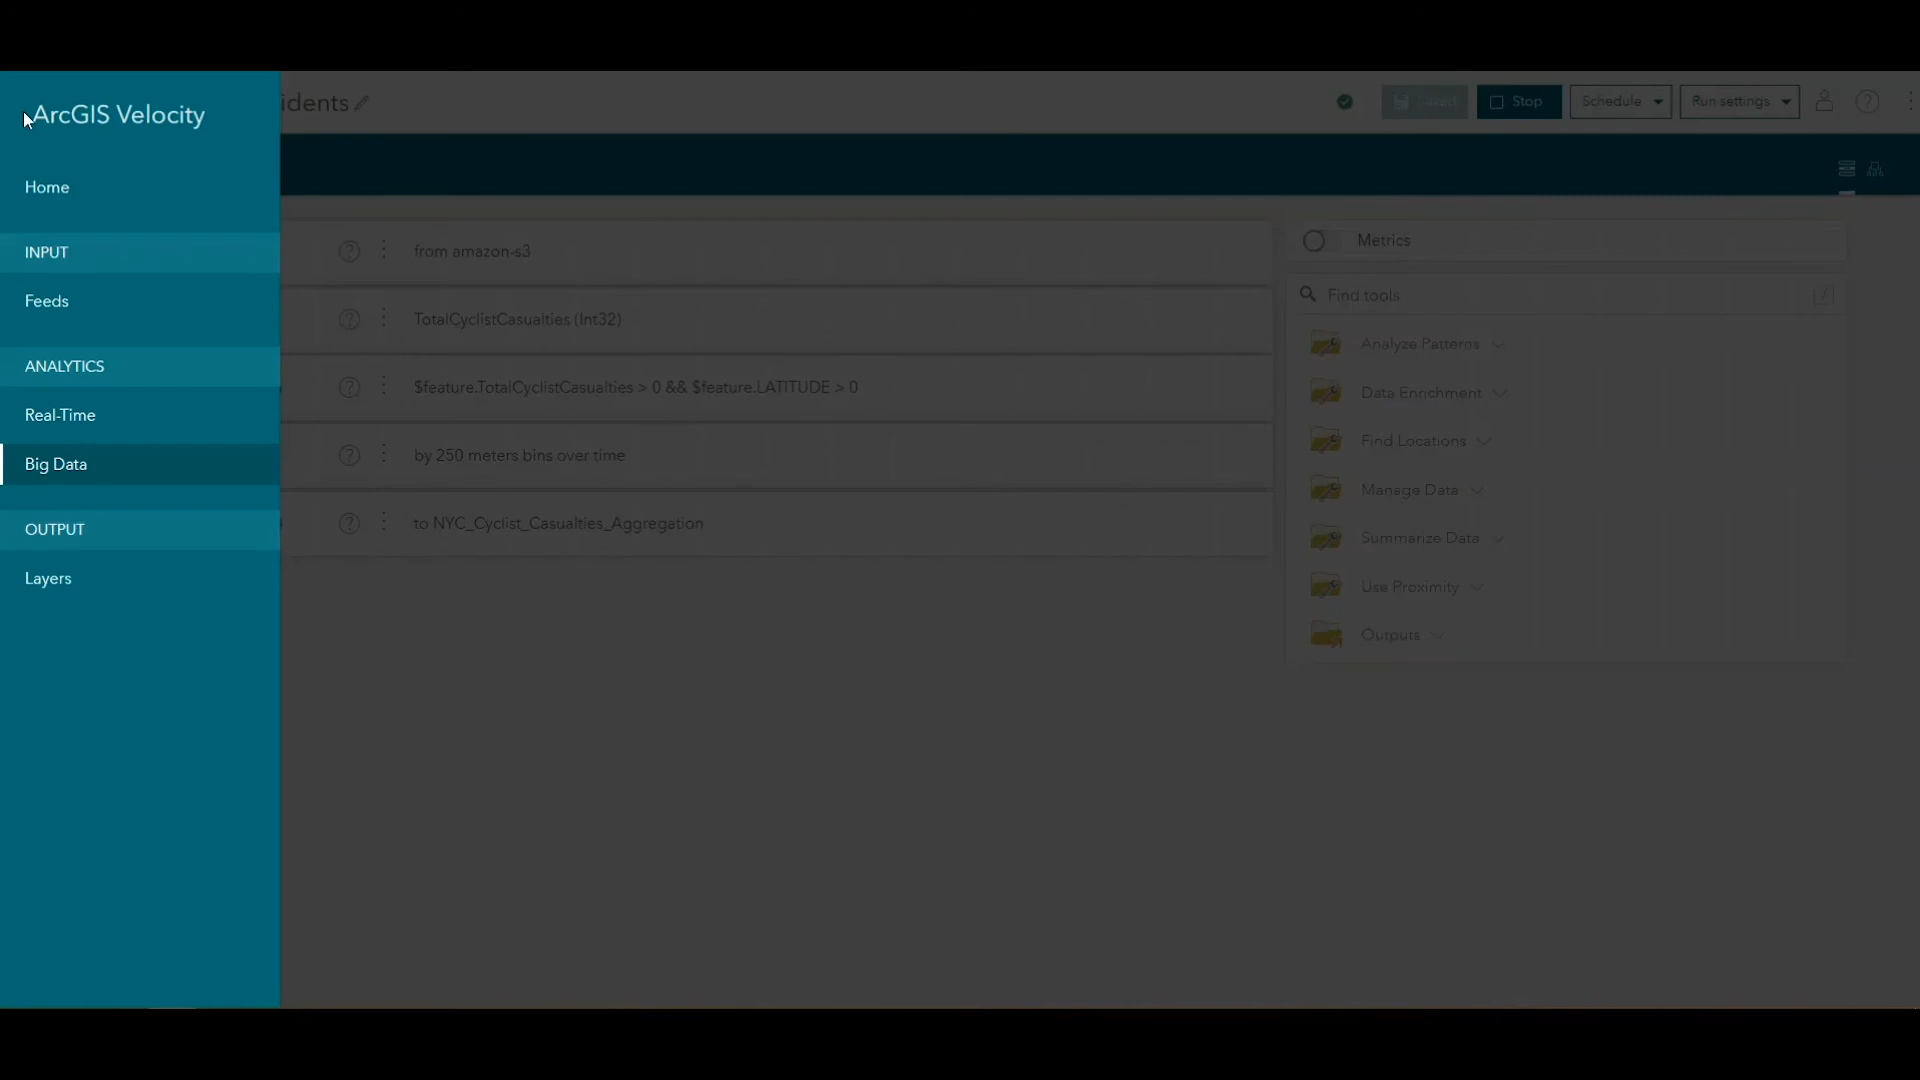 ArcGIS Velocity
idents
Saved
Stop
Schedule
Run settings
Home
INPUT
Feeds
ANALYTICS
Real-Time
Big Data
OUTPUT
Layers
from amazon-s3
TotalCyclistCasualties (Int32)
$feature.TotalCyclistCasualties > 0 && $feature.LATITUDE > 0
by 250 meters bins over time
to NYC_Cyclist_Casualties_Aggregation
Metrics
Find tools
/
Analyze Patterns
Data Enrichment
Find Locations
Manage Data
Summarize Data
Use Proximity
Outputs